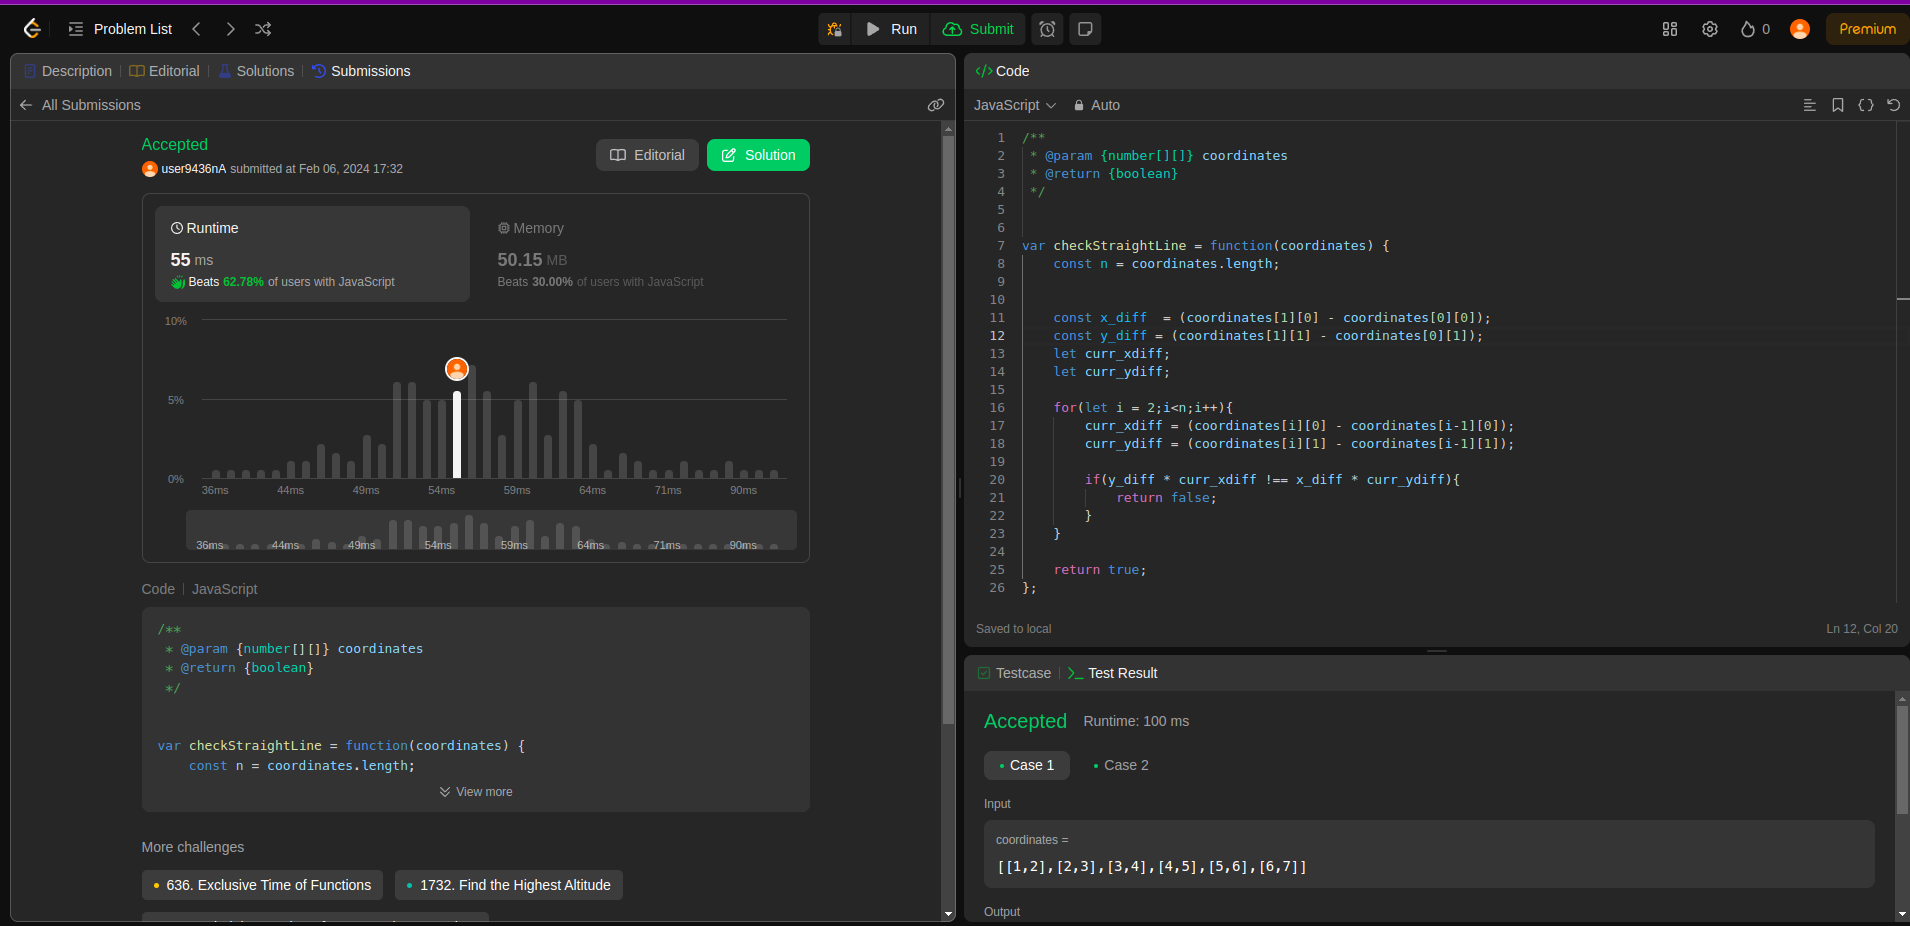 Problem List
Run
Submit
0
Premium
Description
Editorial
Solutions
Submissions
All Submissions
Accepted
user9436nA submitted at Feb 06, 2024 17:32
Editorial
Solution
Runtime
55 ms
Beats 62.78% of users with JavaScript
Memory
50.15 MB
Beats 30.00% of users with JavaScript
10%
5%
0%
36ms 44ms 49ms 54ms 59ms 64ms 71ms 90ms
36ms 44ms 49ms 54ms 59ms 64ms 71ms 90ms
Code | JavaScript
/**
 * @param {number[][]} coordinates
 * @return {boolean}
 */
var checkStraightLine = function(coordinates) {
    const n = coordinates.length;
View more
More challenges
636. Exclusive Time of Functions
1732. Find the Highest Altitude
</> Code
JavaScript
Auto
1 /**
2  * @param {number[][]} coordinates
3  * @return {boolean}
4  */
5
6
7 var checkStraightLine = function(coordinates) {
8     const n = coordinates.length;
9
10
11     const x_diff  = (coordinates[1][0] - coordinates[0][0]);
12     const y_diff = (coordinates[1][1] - coordinates[0][1]);
13     let curr_xdiff;
14     let curr_ydiff;
15
16     for(let i = 2;i<n;i++){
17         curr_xdiff = (coordinates[i][0] - coordinates[i-1][0]);
18         curr_ydiff = (coordinates[i][1] - coordinates[i-1][1]);
19
20         if(y_diff * curr_xdiff !== x_diff * curr_ydiff){
21             return false;
22         }
23     }
24
25     return true;
26 };
Saved to local
Ln 12, Col 20
Testcase
Test Result
Accepted
Runtime: 100 ms
Case 1
Case 2
Input
coordinates =
[[1,2],[2,3],[3,4],[4,5],[5,6],[6,7]]
Output